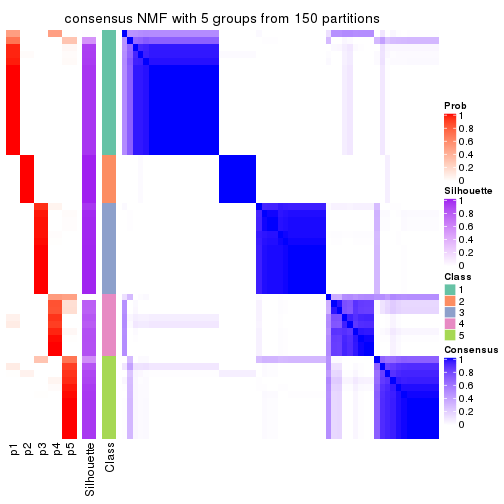 consensus NMF with 5 groups from 150 partitions
Prob
1
0.8
0.6
0.4
0.2
0
Silhouette
1
0.8
0.6
0.4
0.2
0
Class
1
2
3
4
5
Consensus
1
0.8
0.6
0.4
0.2
0
p1
p2
p3
p4
p5
Silhouette
Class